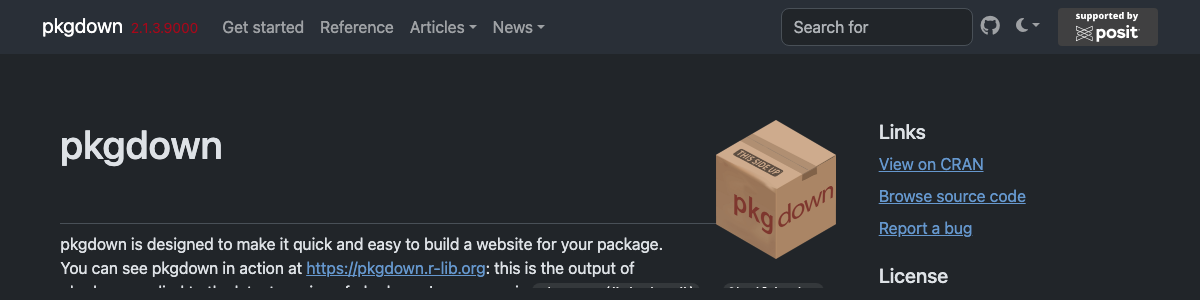 pkgdown 2.1.3.9000 Get started Reference Articles News Search for supported by posit
pkgdown
THIS SIDE UP
pkgdown
pkgdown is designed to make it quick and easy to build a website for your package.
You can see pkgdown in action at https://pkgdown.r-lib.org: this is the output of
Links
View on CRAN
Browse source code
Report a bug
License